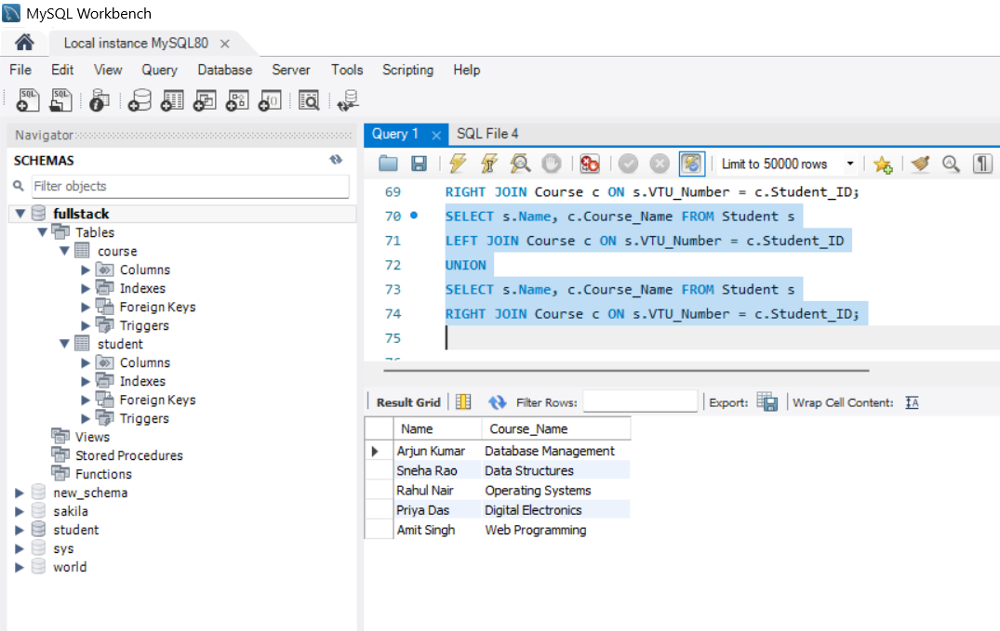 MySQL Workbench
Local instance MySQL80
File Edit View Query Database Server Tools Scripting Help
SQL SQL
Navigator
SCHEMAS
Filter objects
fullstack
Tables
course
Columns
Indexes
Foreign Keys
Triggers
student
Columns
Indexes
Foreign Keys
Triggers
Views
Stored Procedures
Functions
new_schema
sakila
student
sys
world
Query 1 SQL File 4
Limit to 50000 rows
69 RIGHT JOIN Course c ON s.VTU_Number = c.Student_ID;
70 SELECT s.Name, c.Course_Name FROM Student s
71 LEFT JOIN Course c ON s.VTU_Number = c.Student_ID
72 UNION
73 SELECT s.Name, c.Course_Name FROM Student s
74 RIGHT JOIN Course c ON s.VTU_Number = c.Student_ID;
75
Result Grid Filter Rows: Export: Wrap Cell Content:
Name Course_Name
Arjun Kumar Database Management
Sneha Rao Data Structures
Rahul Nair Operating Systems
Priya Das Digital Electronics
Amit Singh Web Programming